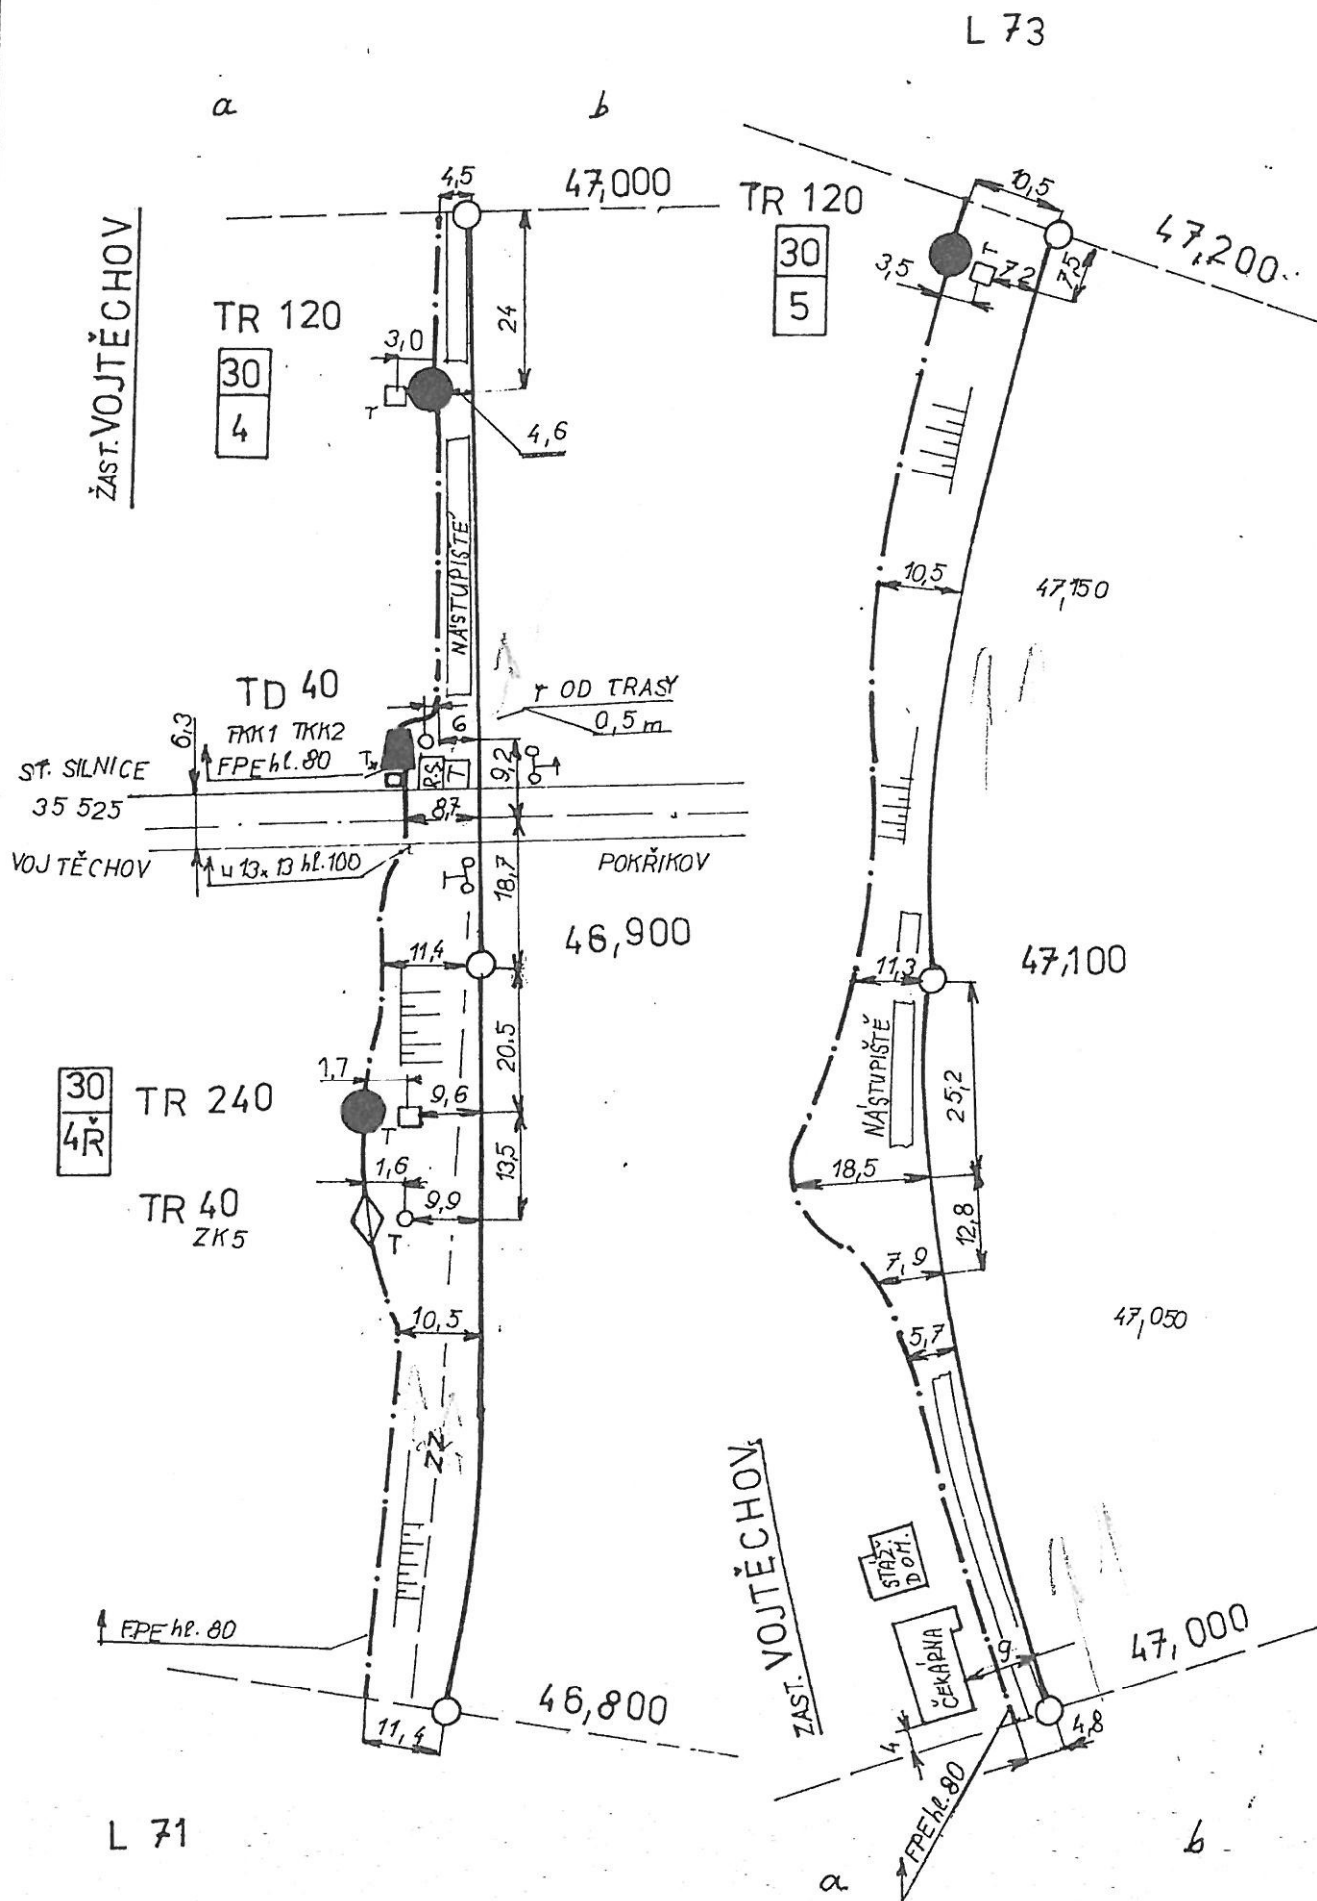 L 73
a
b
4,5
47,000
ŽAST. VOJTĚCHOV
TR 120
30
4
3,0
T
24
4,6
NÁSTUPIŠTĚ
TD 40
TKK1 TKK2
FPE hl. 80
T
6
T OD TRASY
0,5 m
6,3
R.S.
T
9,2
ST. SILNICE
35 525
8,7
VOJTĚCHOV
u 13x13 hl. 100
POKŘIKOV
18,7
46,900
11,4
20,5
30
4Ř
TR 240
1,7
9,6
T
13,5
TR 40
ZK5
1,6
9,9
T
10,5
ZZ
FPE hl. 80
46,800
11,4
L 71
TR 120
30
5
10,5
47,200
3,5
T
7,2
7,5
10,5
47,150
11,3
47,100
NÁSTUPIŠTĚ
25,2
18,5
12,8
7,9
47,050
5,7
ZAST. VOJTĚCHOV
STRÁŽ.
DOM.
ČEKÁRNA
9
47,000
4
4,8
FPE hl. 80
a
b